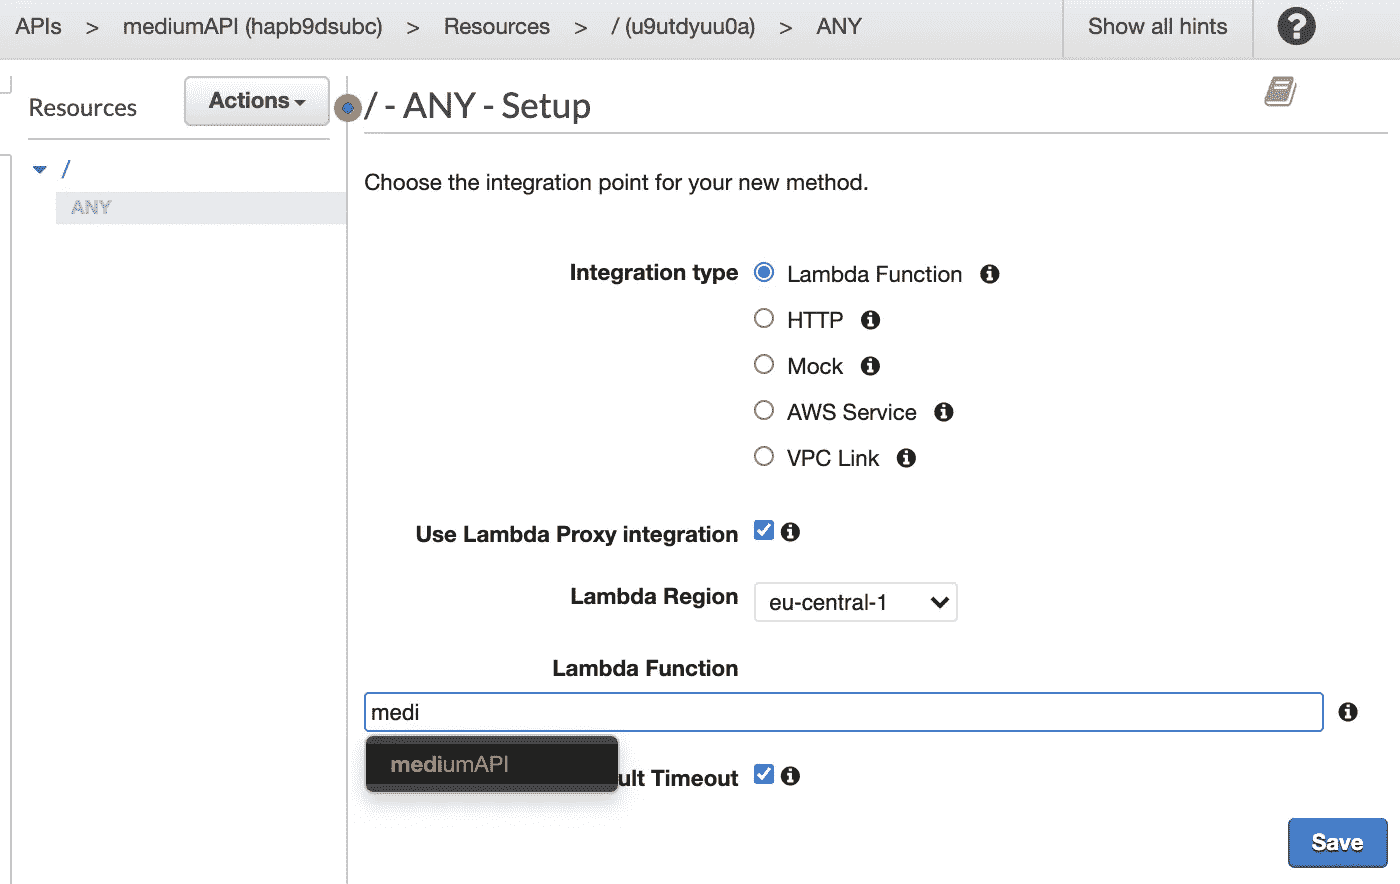 APIs > mediumAPI (hapb9dsubc) > Resources > / (u9utdyuu0a) > ANY Show all hints ?
Resources Actions
/ - ANY - Setup
/
ANY
Choose the integration point for your new method.
Integration type Lambda Function
HTTP
Mock
AWS Service
VPC Link
Use Lambda Proxy integration
Lambda Region eu-central-1
Lambda Function
medi
mediumAPI
ult Timeout
Save